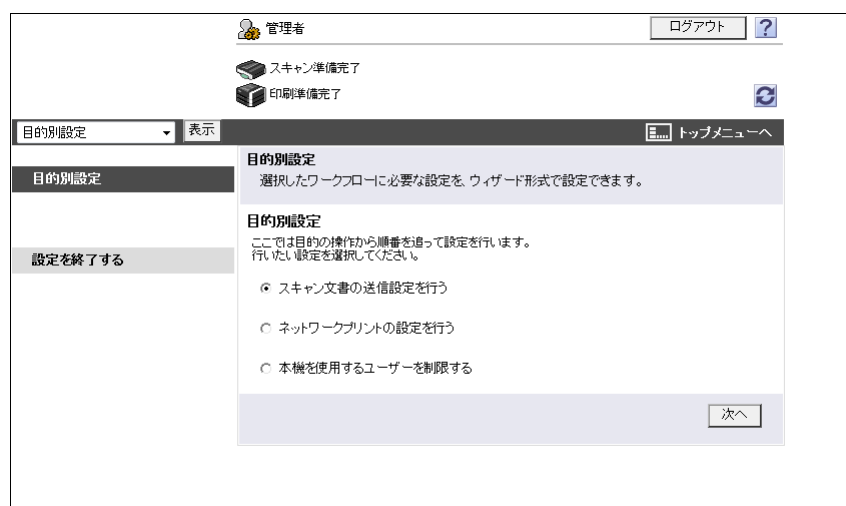 管理者
ログアウト
?
スキャン準備完了
印刷準備完了
目的別設定
表示
トップメニューへ
目的別設定
設定を終了する
目的別設定
選択したワークフローに必要な設定を、ウィザード形式で設定できます。
目的別設定
ここでは目的の操作から順番を追って設定を行います。
行いたい設定を選択してください。
スキャン文書の送信設定を行う
ネットワークプリントの設定を行う
本機を使用するユーザーを制限する
次へ